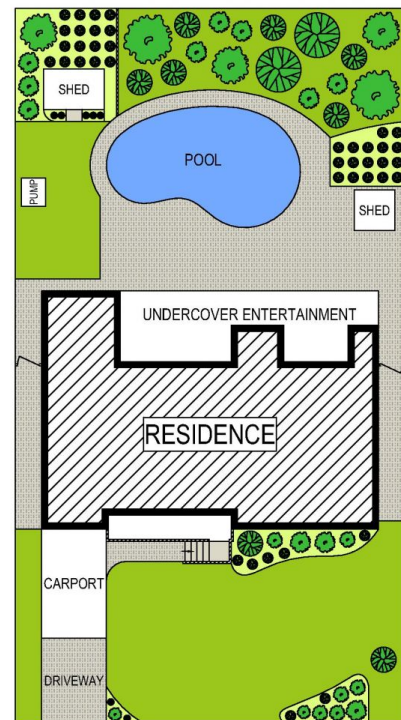 SHED
POOL
PUMP
SHED
UNDERCOVER ENTERTAINMENT
RESIDENCE
CARPORT
DRIVEWAY